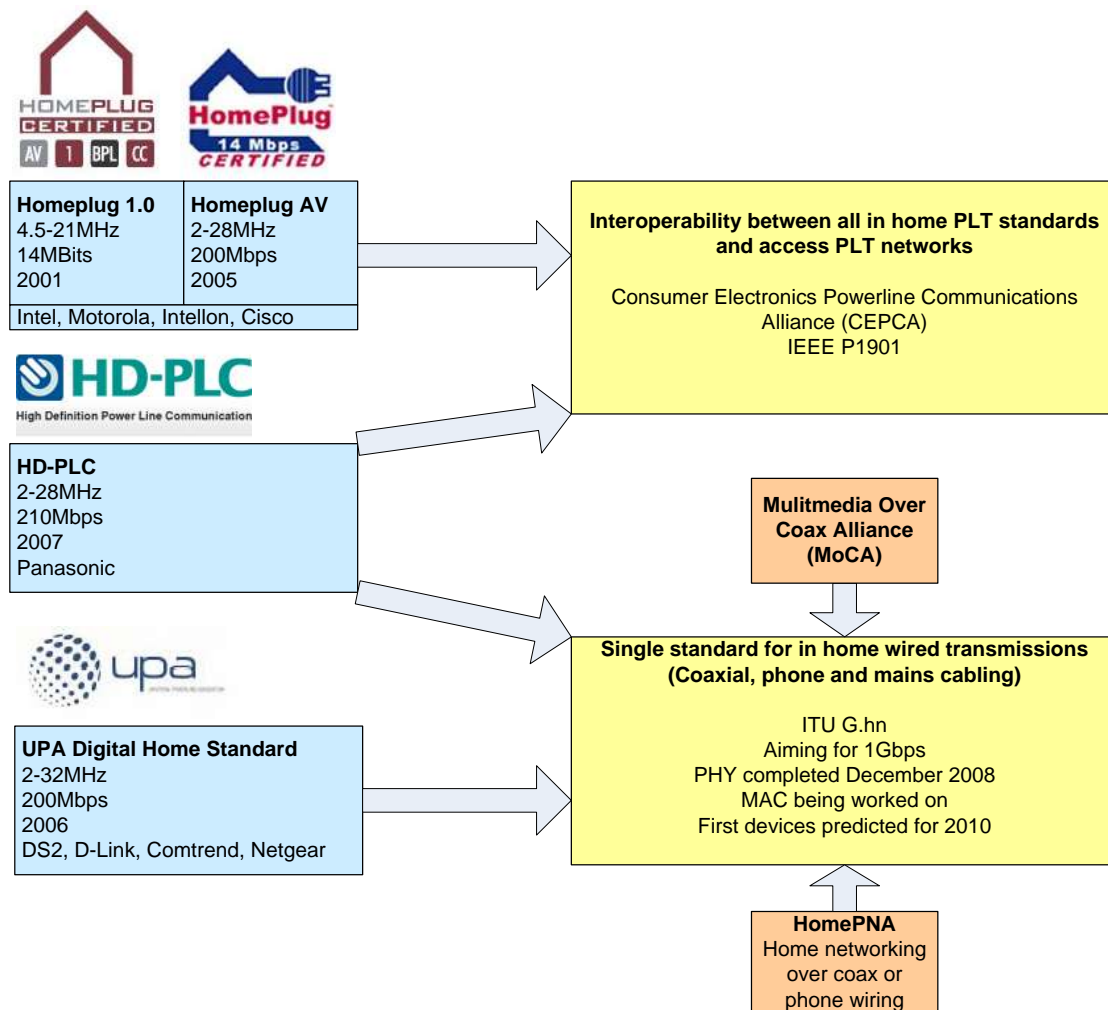 HOMEPLUG
CERTIFIED
AV 1 BPL CC
HomePlug
14 Mbps
CERTIFIED
Homeplug 1.0
4.5-21MHz
14MBits
2001
Homeplug AV
2-28MHz
200Mbps
2005
Intel, Motorola, Intellon, Cisco
Interoperability between all in home PLT standards
and access PLT networks
Consumer Electronics Powerline Communications
Alliance (CEPCA)
IEEE P1901
HD-PLC
High Definition Power Line Communication
HD-PLC
2-28MHz
210Mbps
2007
Panasonic
Mulitmedia Over
Coax Alliance
(MoCA)
upa
UPA Digital Home Standard
2-32MHz
200Mbps
2006
DS2, D-Link, Comtrend, Netgear
Single standard for in home wired transmissions
(Coaxial, phone and mains cabling)
ITU G.hn
Aiming for 1Gbps
PHY completed December 2008
MAC being worked on
First devices predicted for 2010
HomePNA
Home networking
over coax or
phone wiring